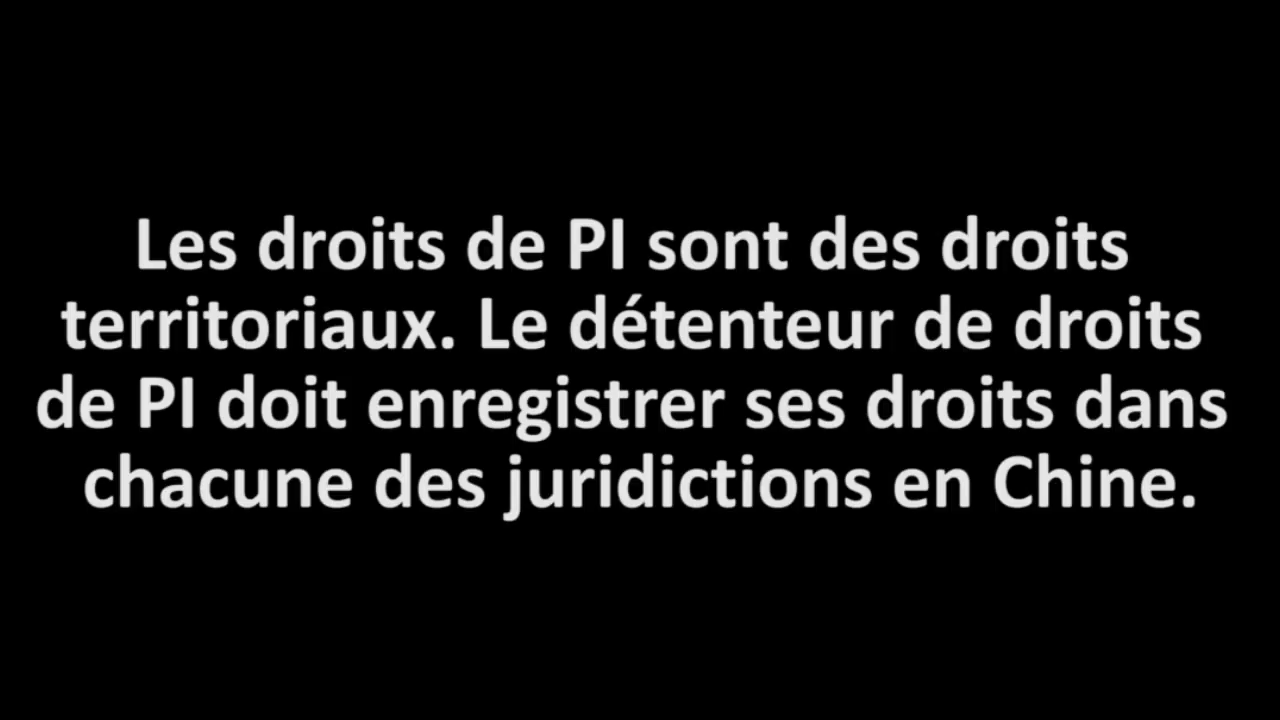 Les droits de PI sont des droits
territoriaux. Le détenteur de droits
de PI doit enregistrer ses droits dans
chacune des juridictions en Chine.